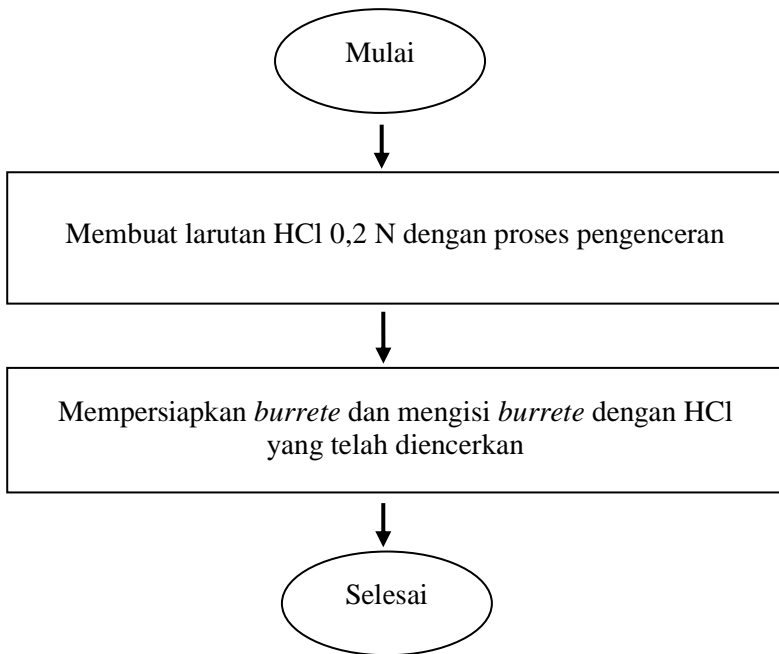 Mulai
Membuat larutan HCl 0,2 N dengan proses pengenceran
Mempersiapkan burrete dan mengisi burrete dengan HCl
yang telah diencerkan
Selesai